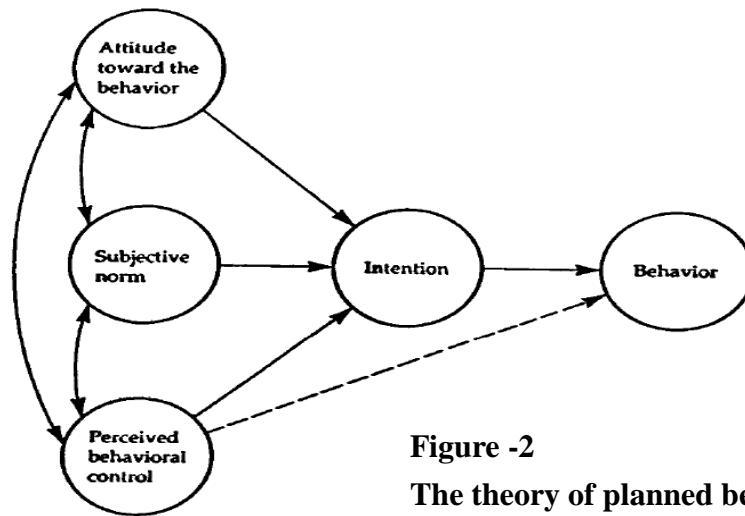 Attitude
toward the
behavior
Subjective
norm
Intention
Behavior
Perceived
behavioral
control
Figure -2
The theory of planned be